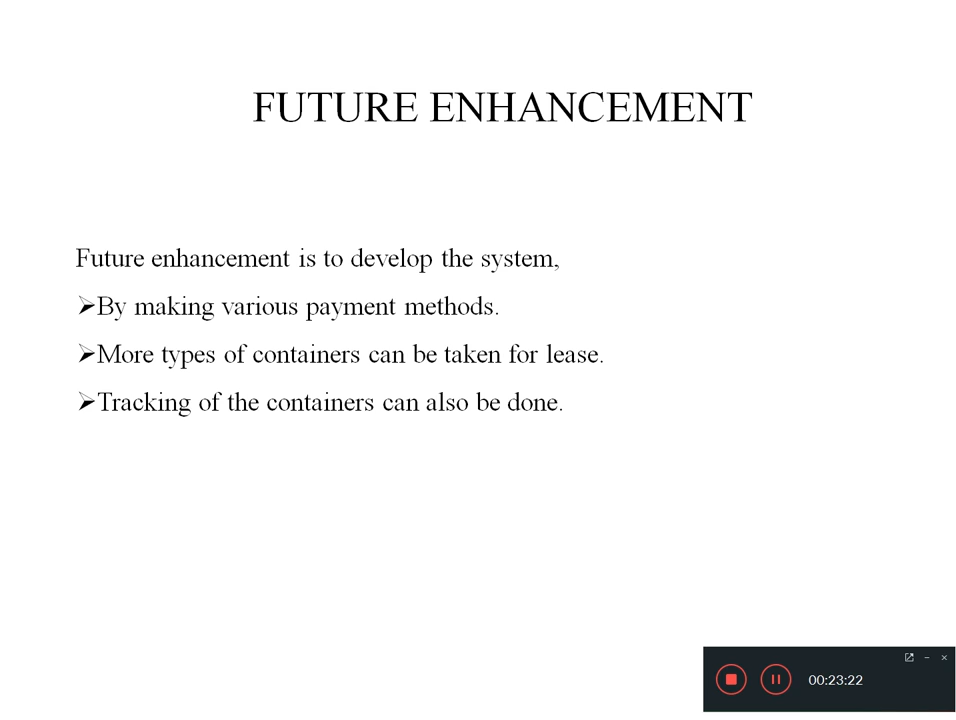 FUTURE ENHANCEMENT
Future enhancement is to develop the system,
➢By making various payment methods.
➢More types of containers can be taken for lease.
➢Tracking of the containers can also be done.
00:23:22